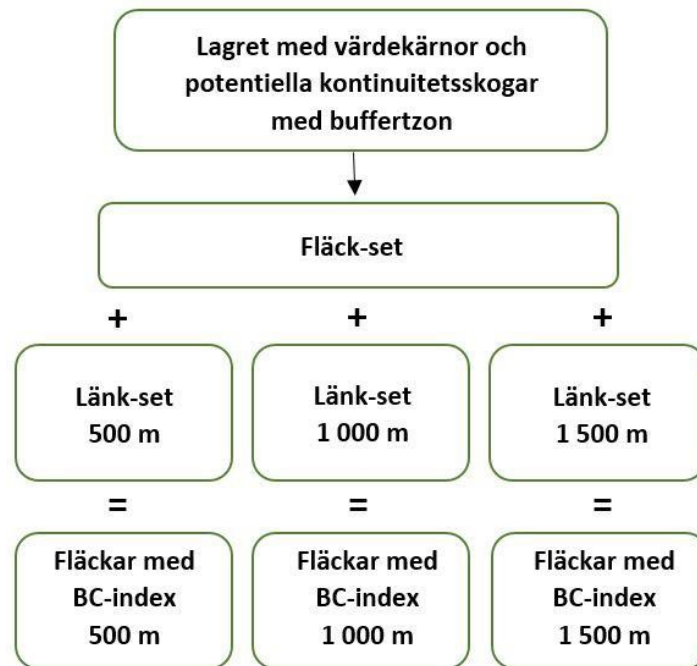 Lagret med värdekärnor och
potentiella kontinuitetsskogar
med buffertzon
Fläck-set
+ + +
Länk-set
500 m
Länk-set
1 000 m
Länk-set
1 500 m
= = =
Fläckar med
BC-index
500 m
Fläckar med
BC-index
1 000 m
Fläckar med
BC-index
1 500 m